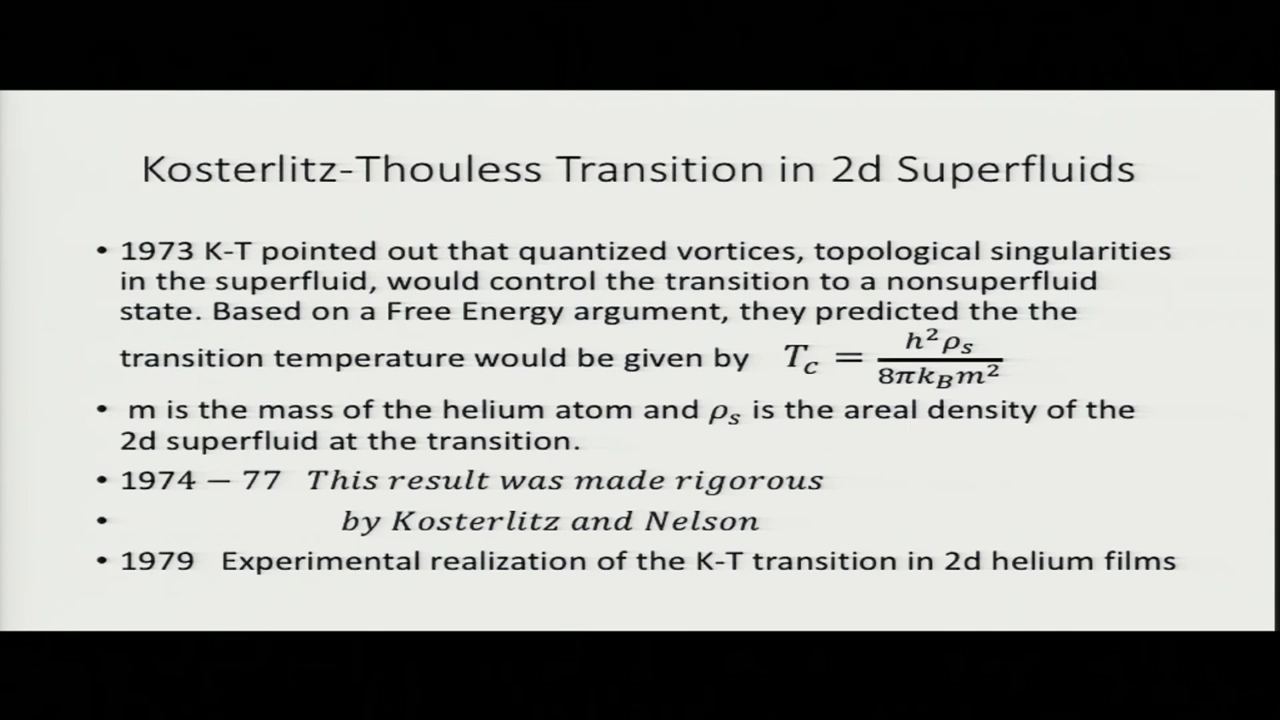 Kosterlitz-Thouless Transition in 2d Superfluids
• 1973 K-T pointed out that quantized vortices, topological singularities
in the superfluid, would control the transition to a nonsuperfluid
state. Based on a Free Energy argument, they predicted the the
transition temperature would be given by T_c = \frac{h^2 ρ_s}{8πk_B m^2}
• m is the mass of the helium atom and ρ_s is the areal density of the
2d superfluid at the transition.
• 1974 – 77 This result was made rigorous
• by Kosterlitz and Nelson
• 1979 Experimental realization of the K-T transition in 2d helium films